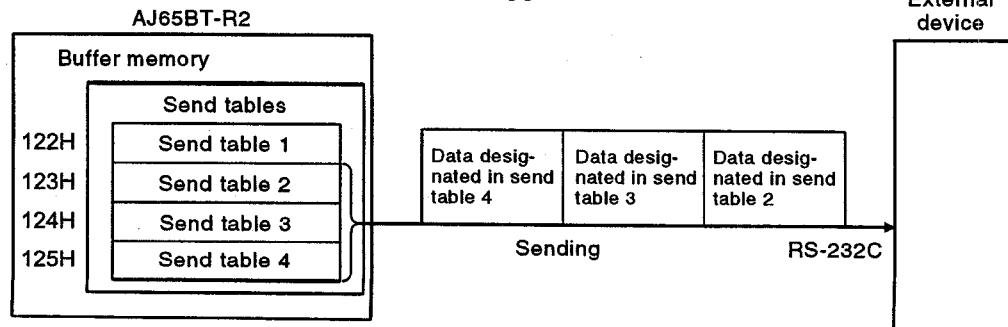 External
device
AJ65BT-R2
Buffer memory
Send tables
122H
Send table 1
123H
Send table 2
124H
Send table 3
125H
Send table 4
Data desig-
nated in send
table 4
Data desig-
nated in send
table 3
Data desig-
nated in send
table 2
Sending
RS-232C